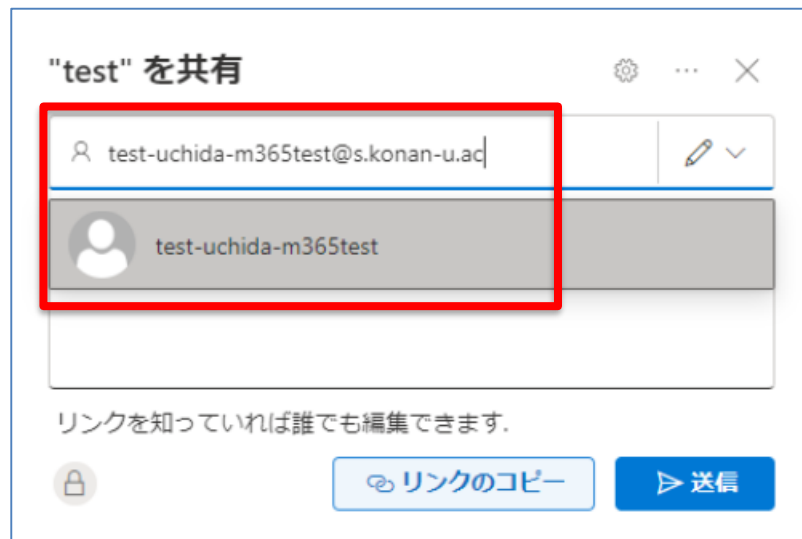 "test" を共有
test-uchida-m365test@s.konan-u.ac
test-uchida-m365test
リンクを知っていれば誰でも編集できます.
リンクのコピー
送信